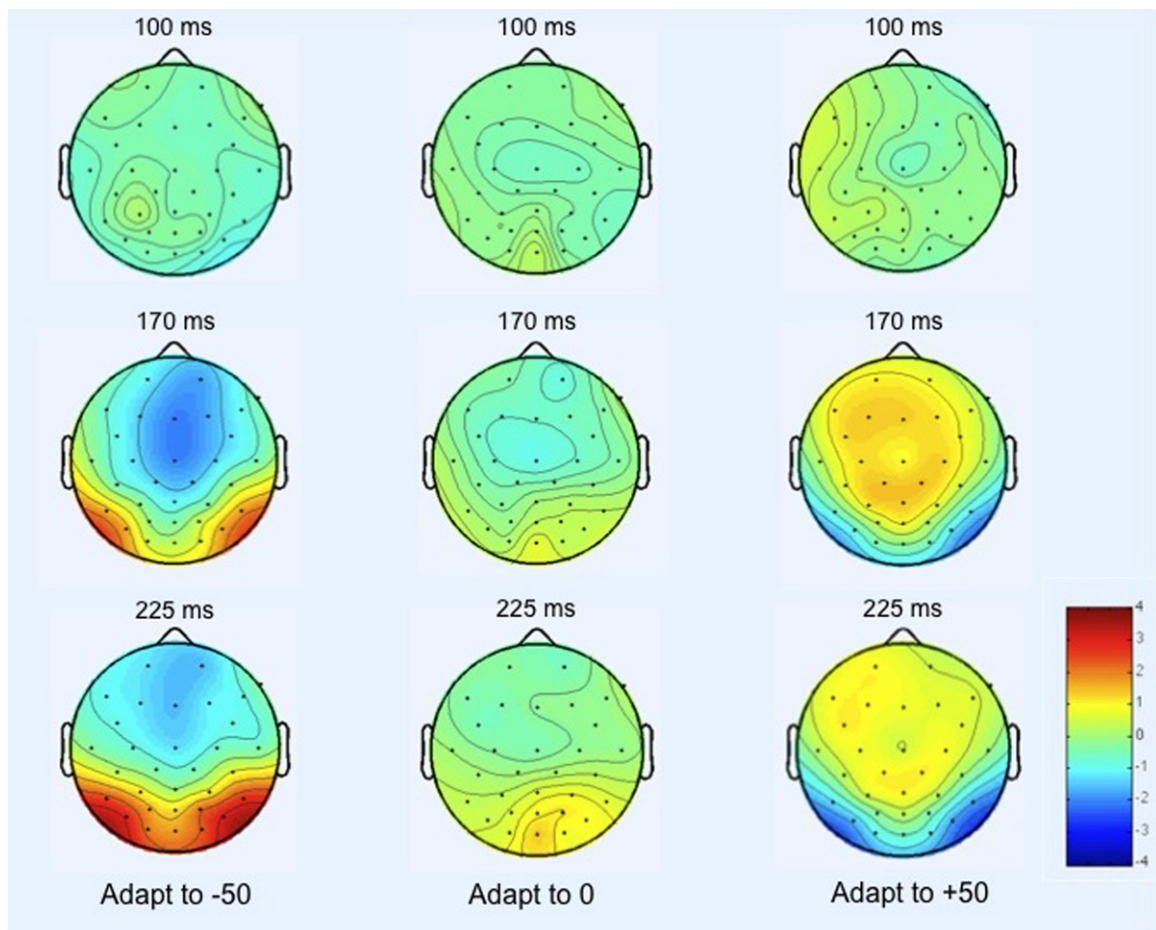 100 ms
100 ms
100 ms
170 ms
170 ms
170 ms
225 ms
225 ms
225 ms
4
3
2
1
0
-1
-2
-3
-4
Adapt to -50
Adapt to 0
Adapt to +50